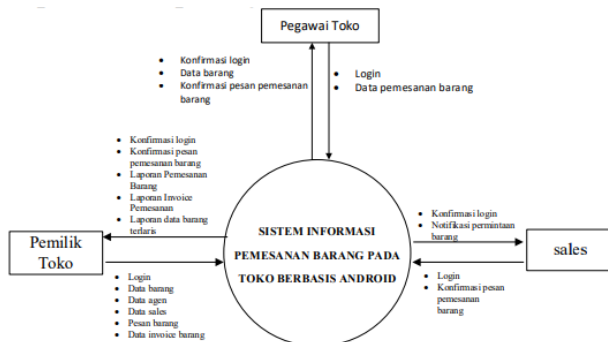 Pegawai Toko
• Konfirmasi login
• Data barang
• Konfirmasi pesan pemesanan
barang
• Login
• Data pemesanan barang
• Konfirmasi login
• Konfirmasi pesan
pemesanan barang
• Laporan Pemesanan
Barang
• Laporan Invoice
Pemesanan
• Laporan data barang
terlaris
Pemilik
Toko
• Login
• Data barang
• Data agen
• Data sales
• Pesan barang
• Data invoice barang
SISTEM INFORMASI
PEMESANAN BARANG PADA
TOKO BERBASIS ANDROID
• Konfirmasi login
• Notifikasi permintaan
barang
sales
• Login
• Konfirmasi pesan
pemesanan
barang